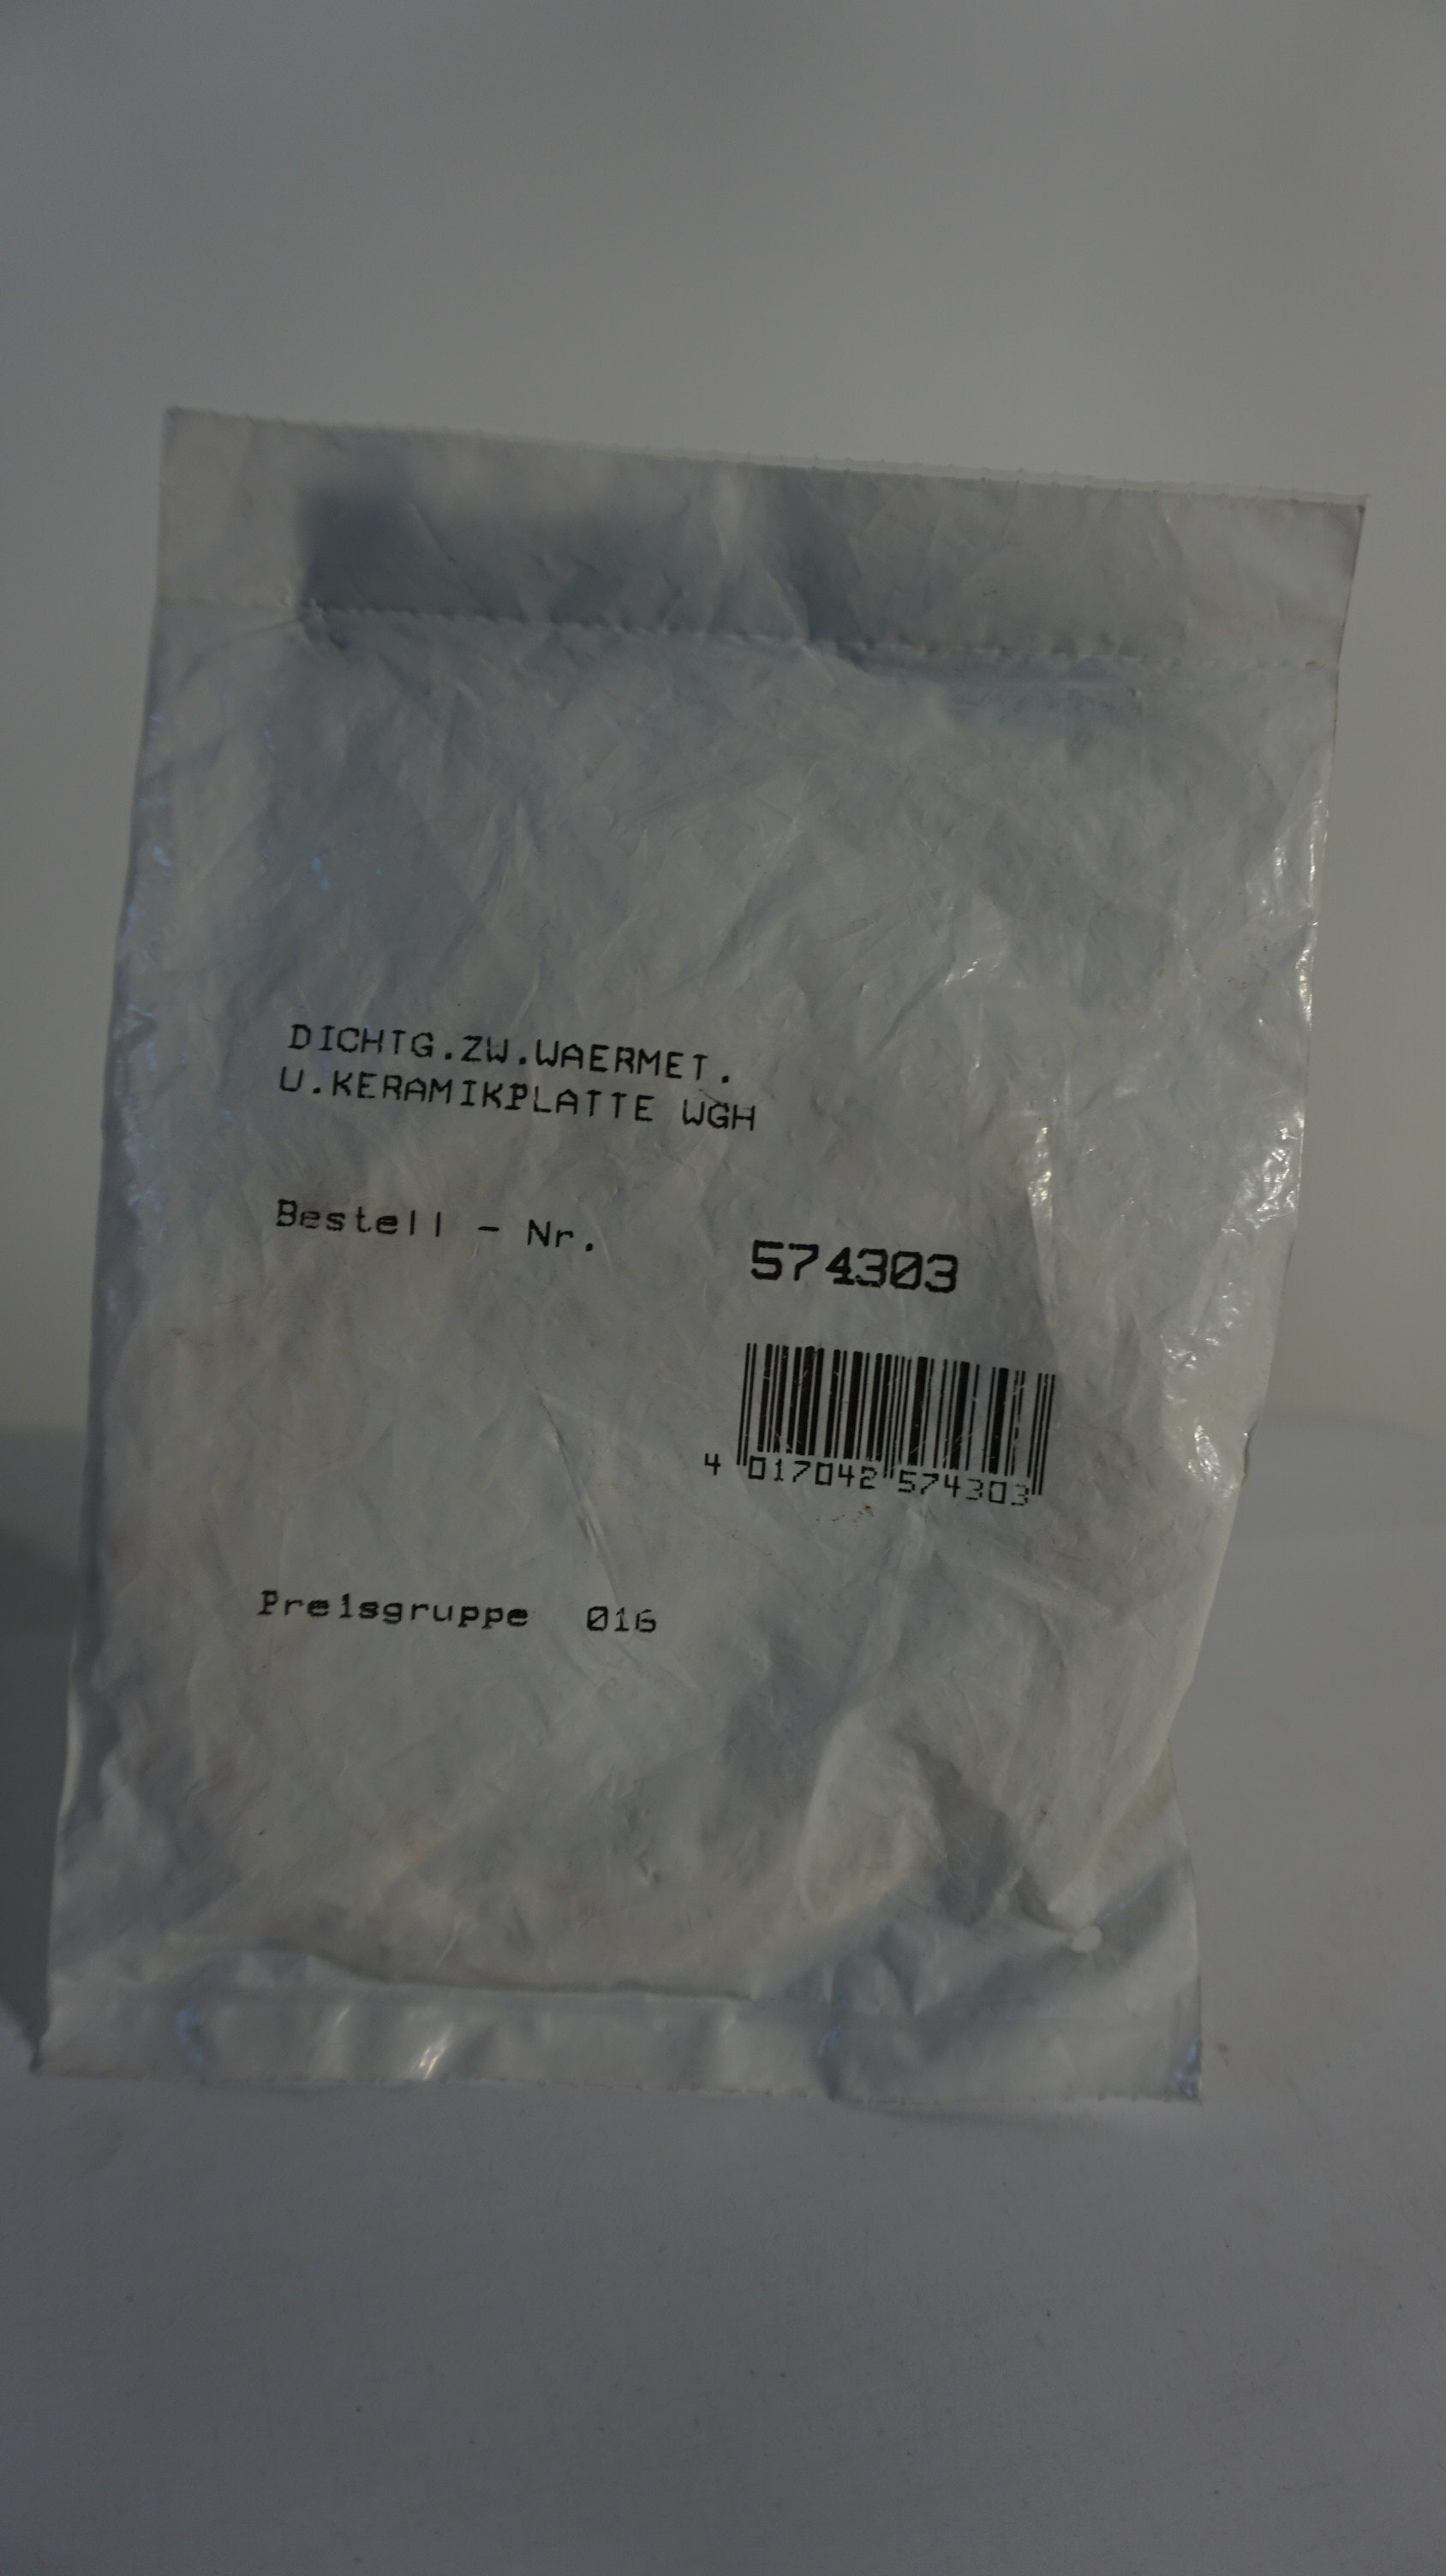 DICHTG.ZW.WAERMET.
U.KERAMIKPLATTE WGH
Bestell - Nr. 574303
4 017042 574303
Preisgruppe 016